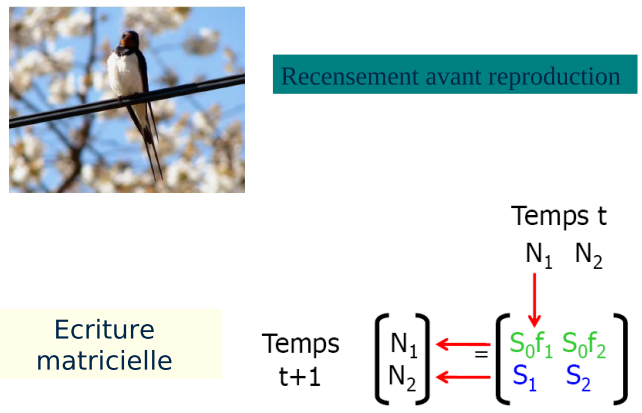 Recensement avant reproduction
Temps t
N₁ N₂
Ecriture
matricielle
Temps
t+1
N₁ = S₀f₁ S₀f₂
N₂ S₁ S₂